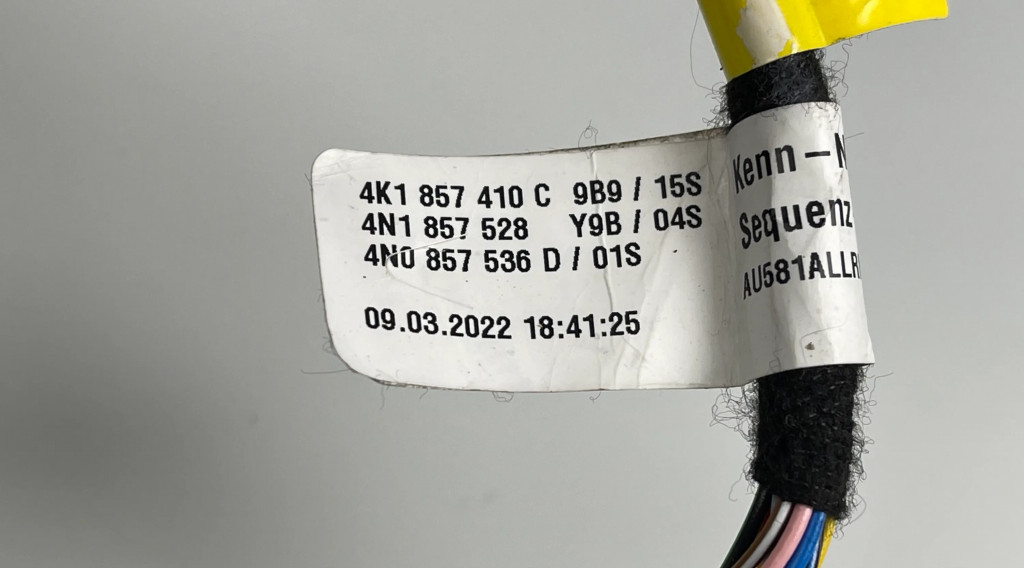 4K1 857 410 C 9B9 / 15S
4N1 857 528 Y9B / 04S
4N0 857 536 D / 01S
09.03.2022 18:41:25
Kenn-N
Sequenz
AU581ALLR